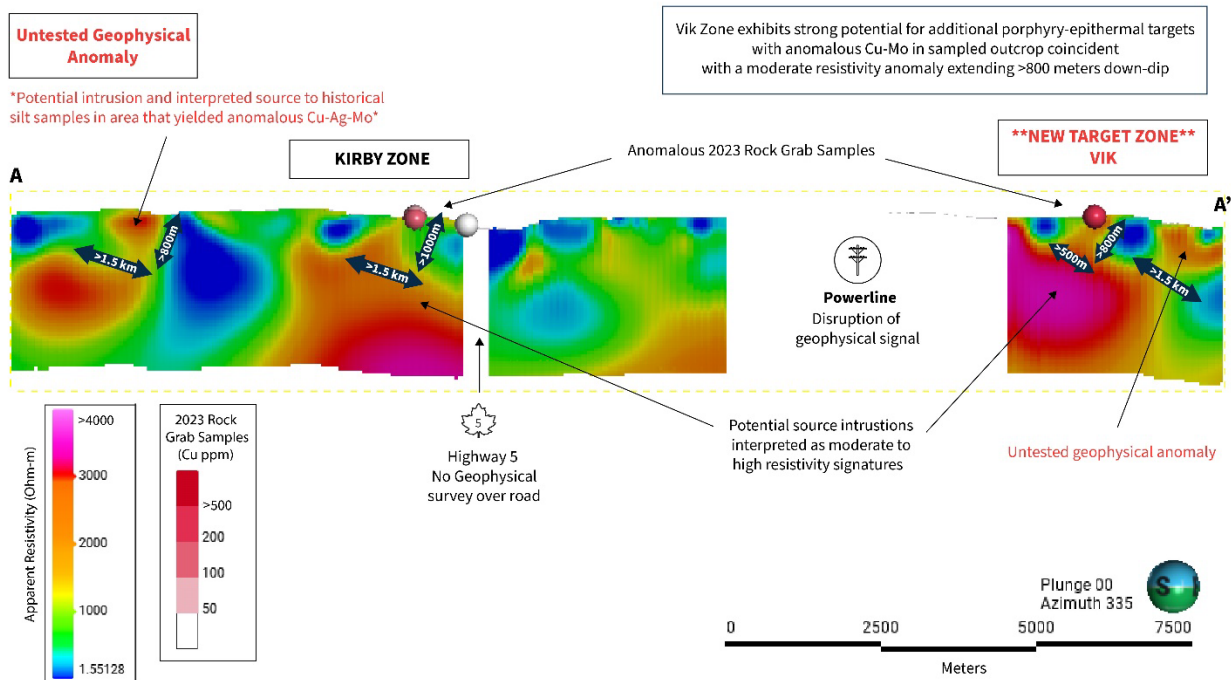 Untested Geophysical
Anomaly
*Potential intrusion and interpreted source to historical
silt samples in area that yielded anomalous Cu-Ag-Mo*
Vik Zone exhibits strong potential for additional porphyry-epithermal targets
with anomalous Cu-Mo in sampled outcrop coincident
with a moderate resistivity anomaly extending >800 meters down-dip
KIRBY ZONE
Anomalous 2023 Rock Grab Samples
**NEW TARGET ZONE**
VIK
A
A'
>1.5 km
>800m
>1.5 km
>1000m
>500m
>800m
>1.5 km
Powerline
Disruption of
geophysical signal
5
Highway 5
No Geophysical
survey over road
Potential source intrustions
interpreted as moderate to
high resistivity signatures
Untested geophysical anomaly
Apparent Resistivity (Ohm-m)
>4000
3000
2000
1000
1.55128
2023 Rock
Grab Samples
(Cu ppm)
>500
200
100
50
Plunge 00
Azimuth 335
S
0
2500
5000
7500
Meters